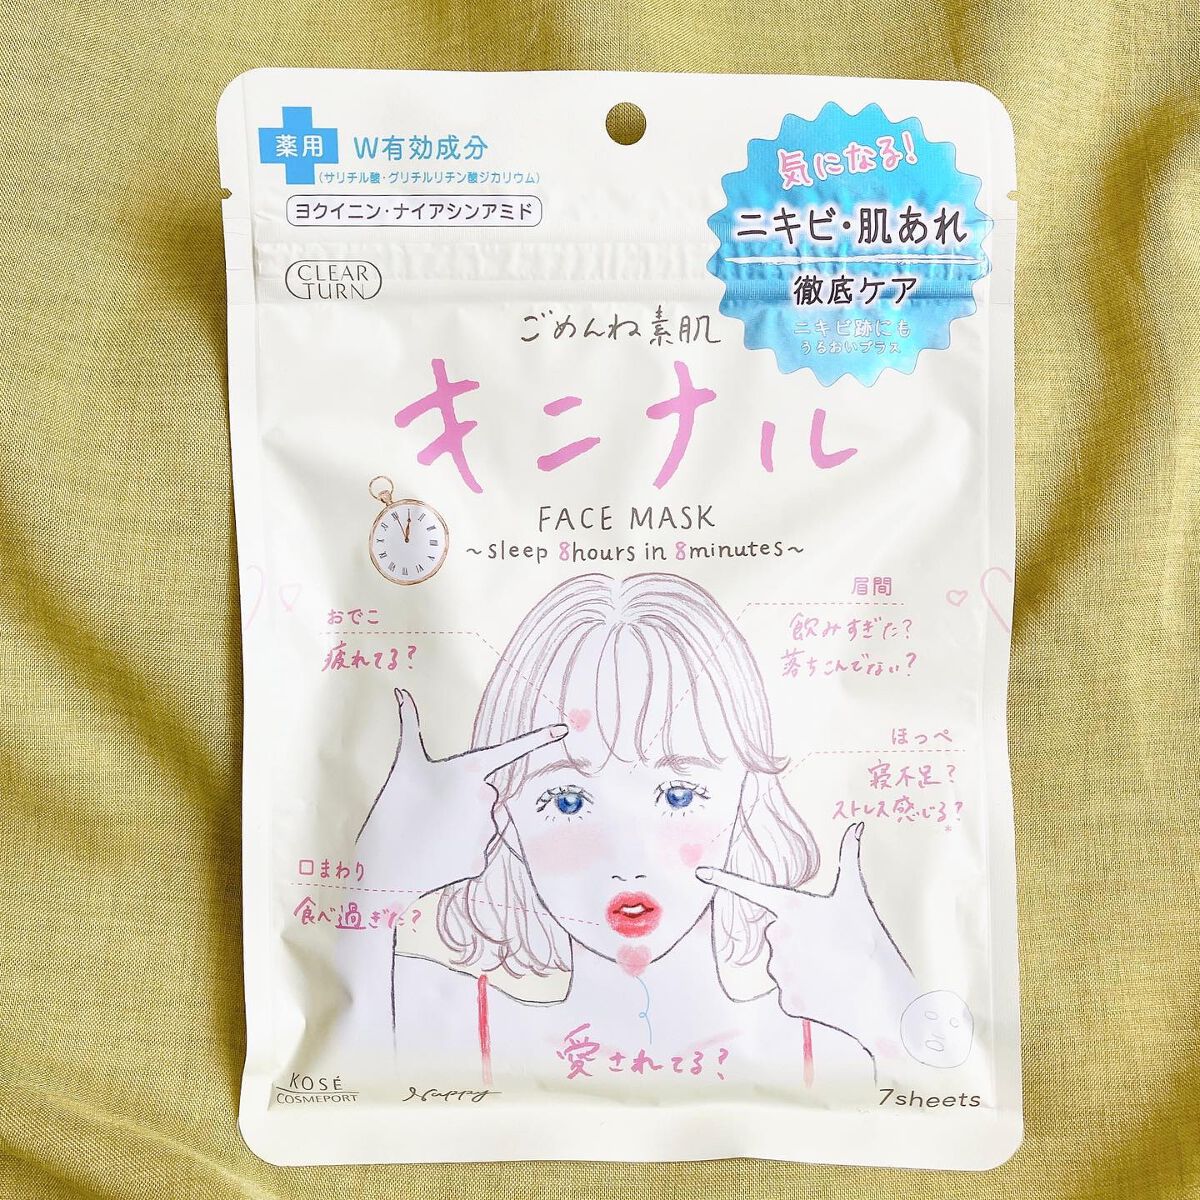 薬用
W有効成分
(サリチル酸・グリチルリチン酸ジカリウム)
ヨクイニン・ナイアシンアミド
気になる!
ニキビ・肌あれ
徹底ケア
ニキビ跡にも
うるおいプラス
CLEAR
TURN
ごめんね素肌
キニナル
FACE MASK
~sleep 8hours in 8minutes~
おでこ
疲れてる?
眉間
飲みすぎた?
落ちこんでない?
ほっぺ
寝不足?
ストレス感じる?
*
口まわり
食べ過ぎた?
愛されてる?
KOSÉ
COSMEPORT
Nappy
7sheets